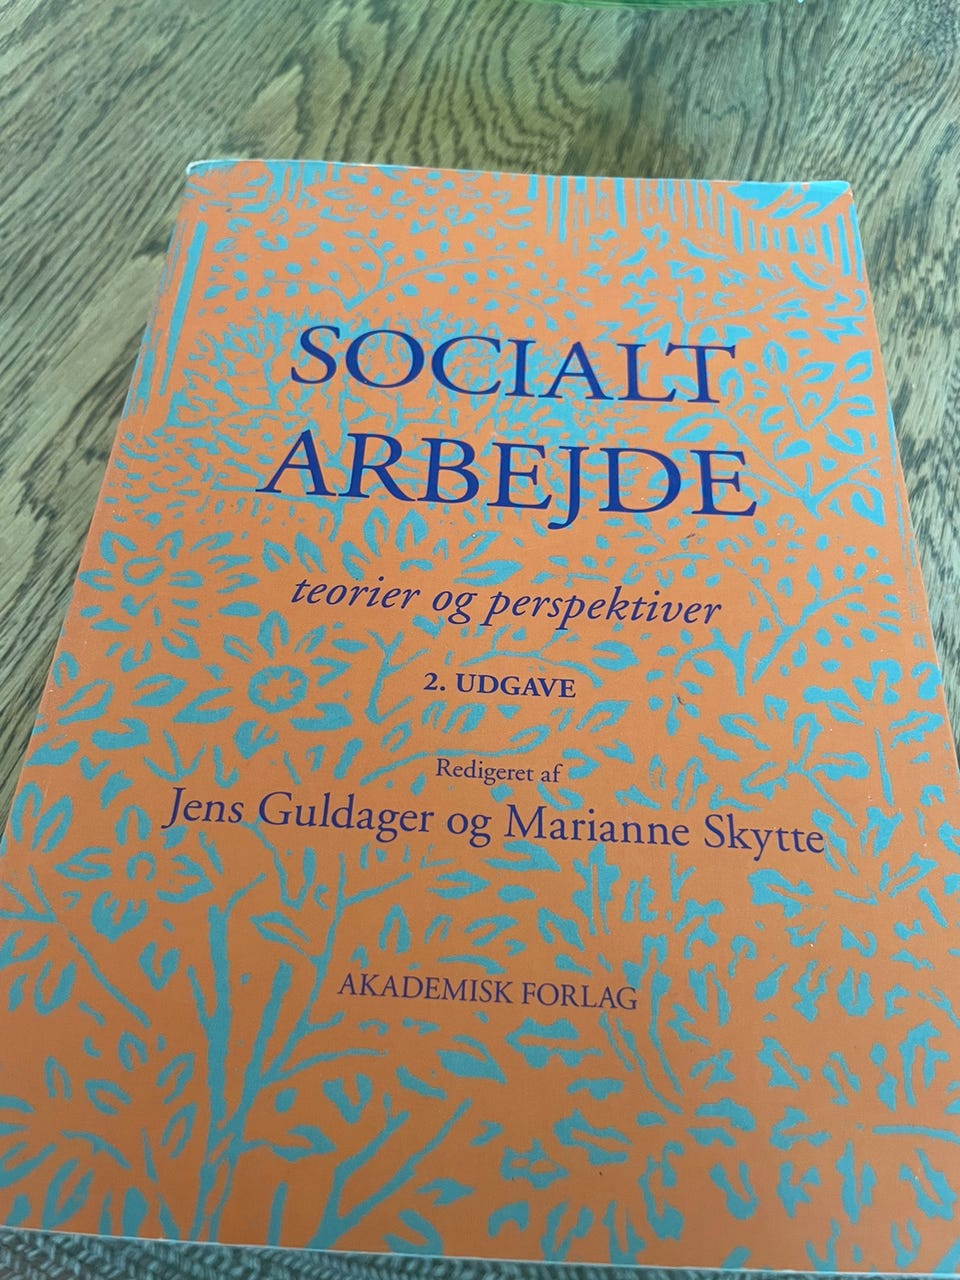 SOCIALT
ARBEJDE
teorier og perspektiver
2. UDGAVE
Redigeret af
Jens Guldager og Marianne Skytte
AKADEMISK FORLAG